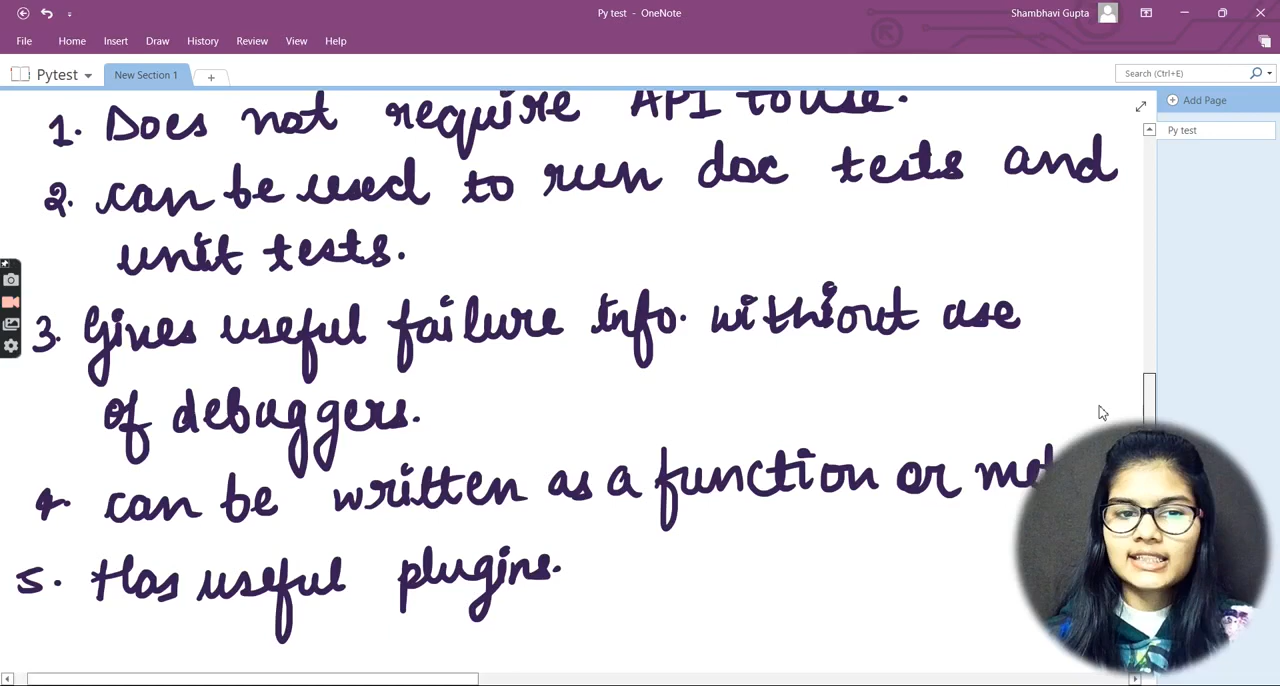 Py test - OneNote
Shambhavi Gupta
File Home Insert Draw History Review View Help
Pytest
New Section 1
+
Search (Ctrl+E)
Add Page
Py test
1. Does not require API to use.
2. can be used to run doc tests and
unit tests.
3. Gives useful failure info. without use
of debuggers.
4. can be written as a function or met
5. Has useful plugins.